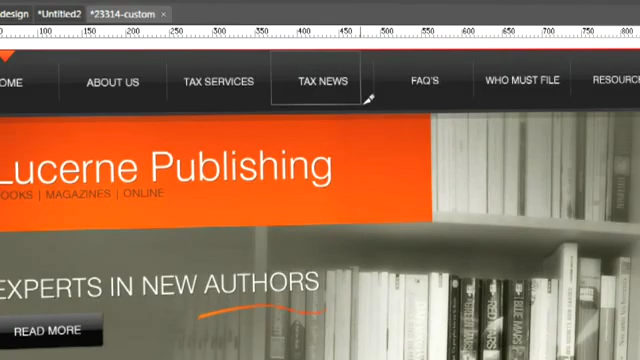 design *Untitled2 *23314-custom ×
100 150 200 250 300 350 400 450 500 550 600 650 700 750 800
OME ABOUT US TAX SERVICES TAX NEWS FAQ'S WHO MUST FILE RESOURC
Lucerne Publishing
OOKS | MAGAZINES | ONLINE
EXPERTS IN NEW AUTHORS
READ MORE